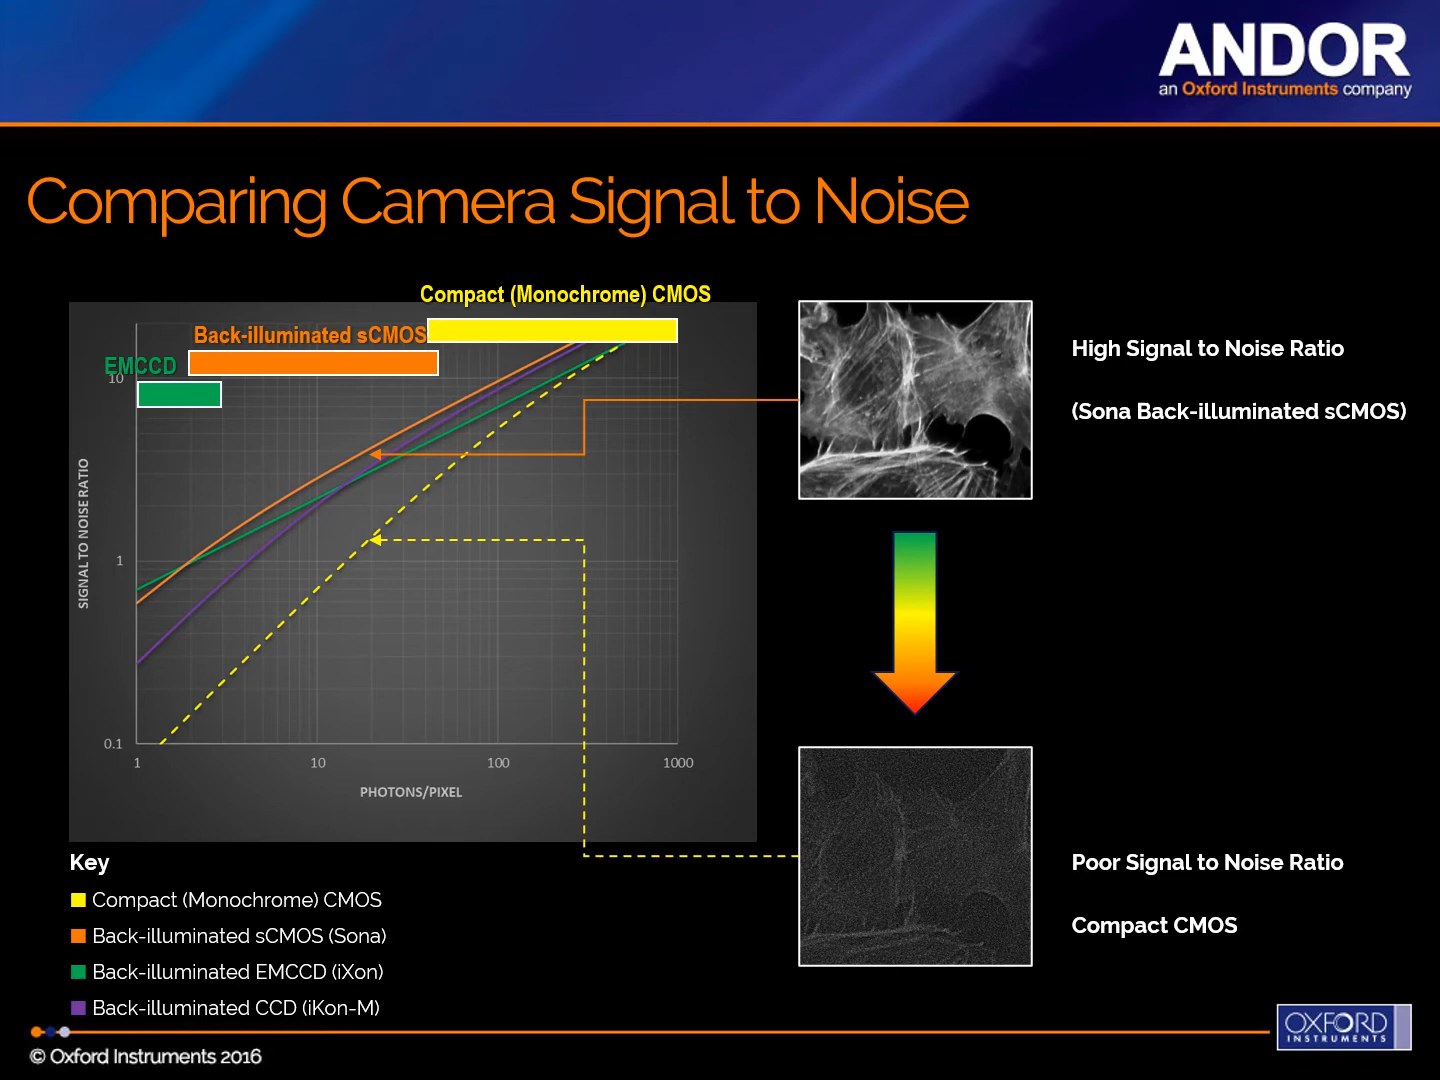 ANDOR
an Oxford Instruments company
Comparing Camera Signal to Noise
Compact (Monochrome) CMOS
Back-illuminated sCMOS
EMCCD
10
1
0.1
SIGNAL TO NOISE RATIO
1 10 100 1000
PHOTONS/PIXEL
High Signal to Noise Ratio
(Sona Back-illuminated sCMOS)
Poor Signal to Noise Ratio
Compact CMOS
Key
Compact (Monochrome) CMOS
Back-illuminated sCMOS (Sona)
Back-illuminated EMCCD (iXon)
Back-illuminated CCD (iKon-M)
© Oxford Instruments 2016
OXFORD
INSTRUMENTS